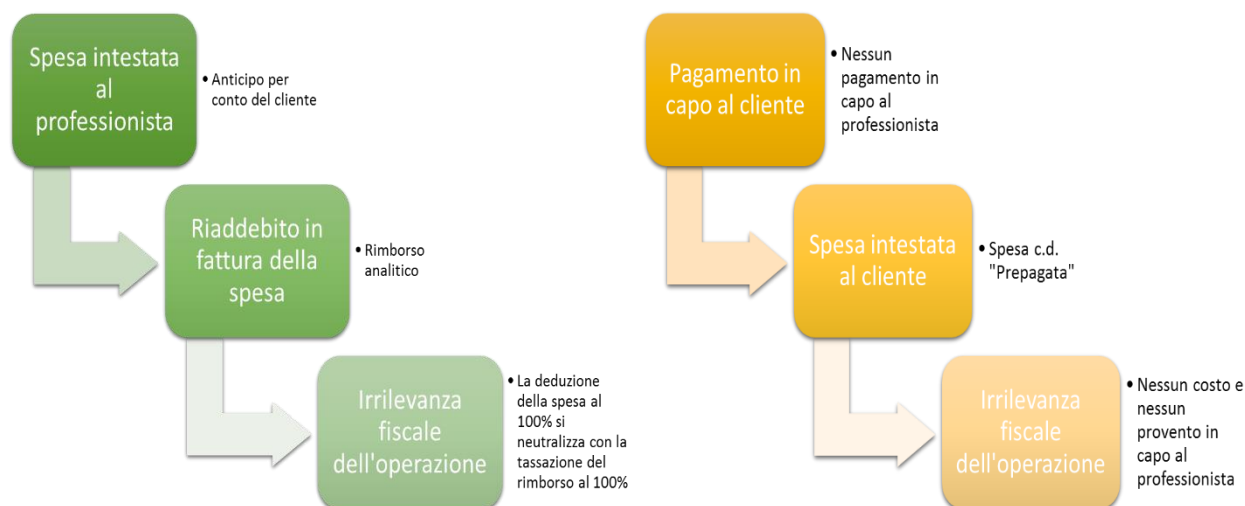 Spesa intestata
al
professionista
• Anticipo per
conto del cliente
Riaddebito in
fattura della
spesa
• Rimborso
analitico
Irrilevanza
fiscale
dell'operazione
• La deduzione
della spesa al
100% si
neutralizza con la
tassazione del
rimborso al 100%
Pagamento in
capo al cliente
• Nessun
pagamento in
capo al
professionista
Spesa intestata
al cliente
• Spesa c.d.
"Prepagata"
Irrilevanza
fiscale
dell'operazione
• Nessun costo e
nessun
provento in
capo al
professionista